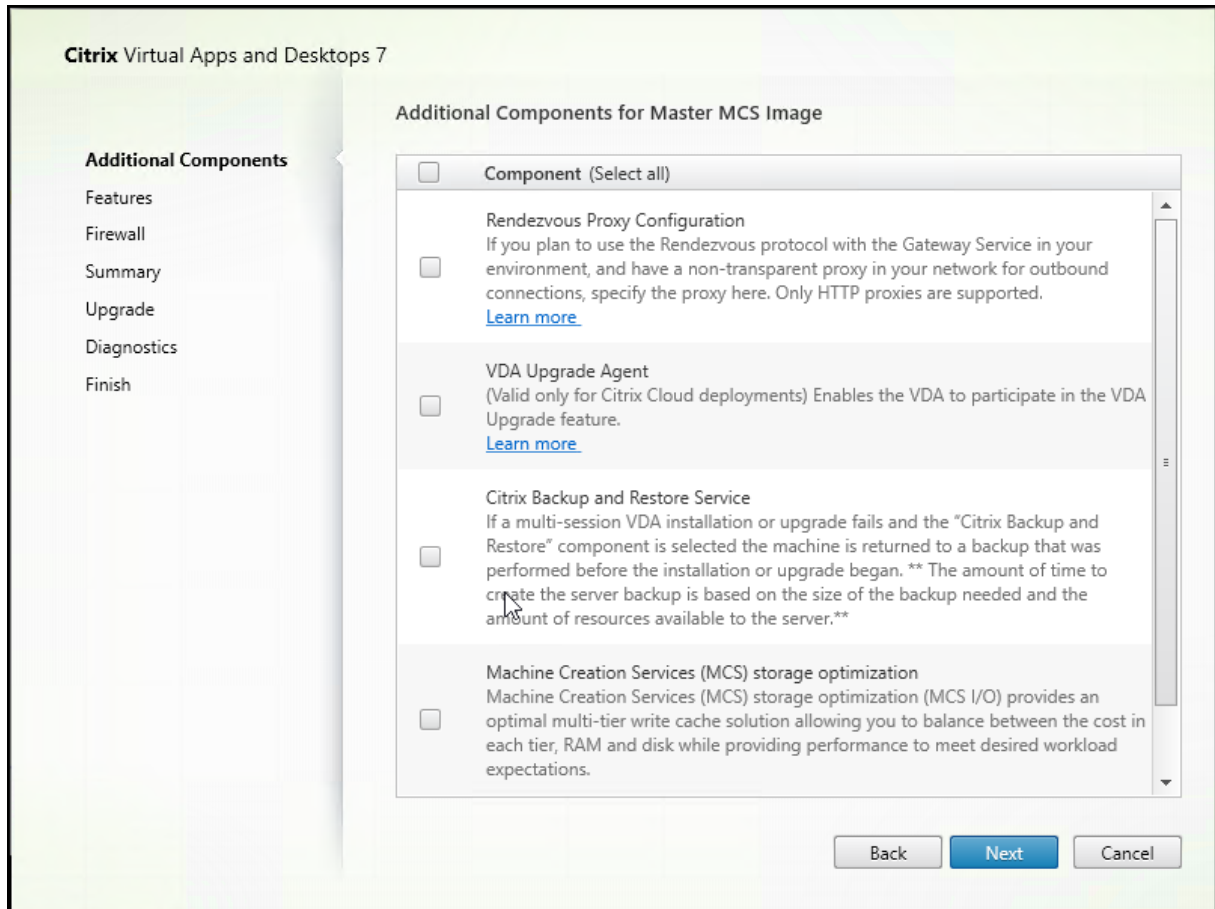 Citrix Virtual Apps and Desktops 7
Additional Components for Master MCS Image
Additional Components
Features
Firewall
Summary
Upgrade
Diagnostics
Finish
Component (Select all)
Rendezvous Proxy Configuration
If you plan to use the Rendezvous protocol with the Gateway Service in your
environment, and have a non-transparent proxy in your network for outbound
connections, specify the proxy here. Only HTTP proxies are supported.
Learn more
VDA Upgrade Agent
(Valid only for Citrix Cloud deployments) Enables the VDA to participate in the VDA
Upgrade feature.
Learn more
Citrix Backup and Restore Service
If a multi-session VDA installation or upgrade fails and the “Citrix Backup and
Restore” component is selected the machine is returned to a backup that was
performed before the installation or upgrade began. ** The amount of time to
create the server backup is based on the size of the backup needed and the
amount of resources available to the server.**
Machine Creation Services (MCS) storage optimization
Machine Creation Services (MCS) storage optimization (MCS I/O) provides an
optimal multi-tier write cache solution allowing you to balance between the cost in
each tier, RAM and disk while providing performance to meet desired workload
expectations.
Back
Next
Cancel